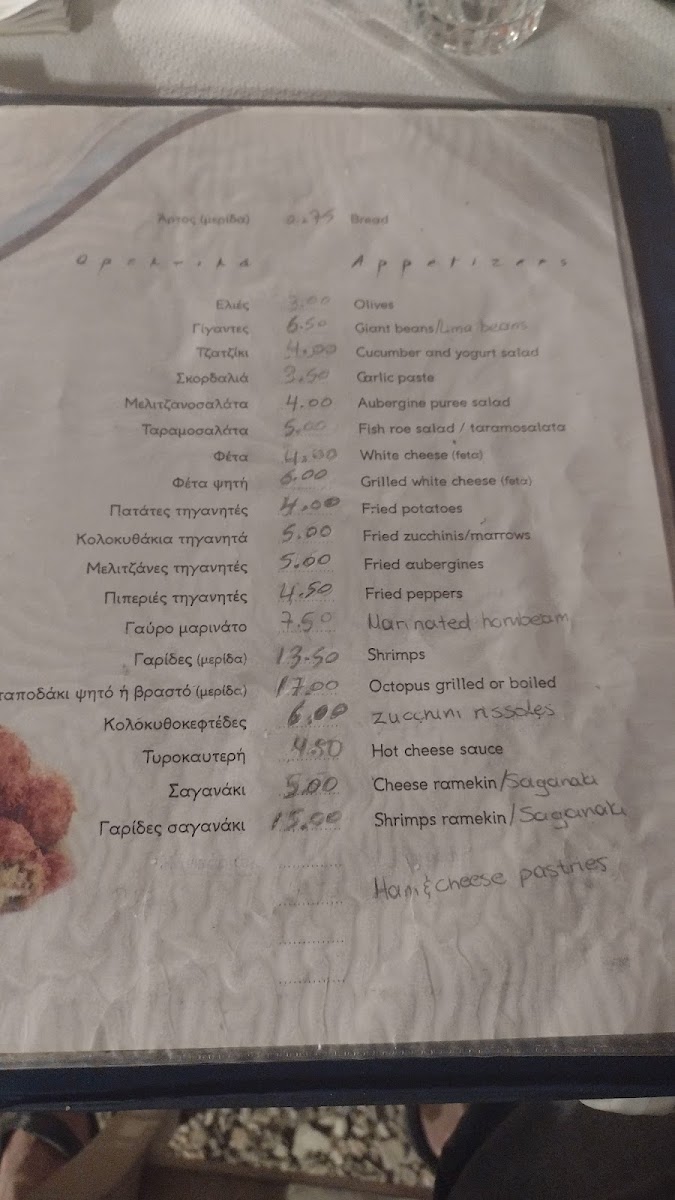 Άρτος (μερίδα) 0.75 Bread
Ορεκτικά Appetizers
Ελιές 3.00 Olives
Γίγαντες 6.50 Giant beans/Lima beans
Τζατζίκι 4.00 Cucumber and yogurt salad
Σκορδαλιά 3.50 Garlic paste
Μελιτζανοσαλάτα 4.00 Aubergine puree salad
Ταραμοσαλάτα 5.00 Fish roe salad / taramosalata
Φέτα 4.00 White cheese (feta)
Φέτα ψητή 6.00 Grilled white cheese (feta)
Πατάτες τηγανητές 4.00 Fried potatoes
Κολοκυθάκια τηγανητά 5.00 Fried zucchinis/marrows
Μελιτζάνες τηγανητές 5.00 Fried aubergines
Πιπεριές τηγανητές 4.50 Fried peppers
Γαύρο μαρινάτο 7.50 Marinated hornbeam
Γαρίδες (μερίδα) 13.50 Shrimps
ταποδάκι ψητό ή βραστό (μερίδα) 17.00 Octopus grilled or boiled
Κολοκυθοκεφτέδες 6.00 zucchini rissoles
Τυροκαυτερή 4.50 Hot cheese sauce
Σαγανάκι 5.00 Cheese ramekin/Saganaki
Γαρίδες σαγανάκι 15.00 Shrimps ramekin/Saganaki
Ham & cheese pastries